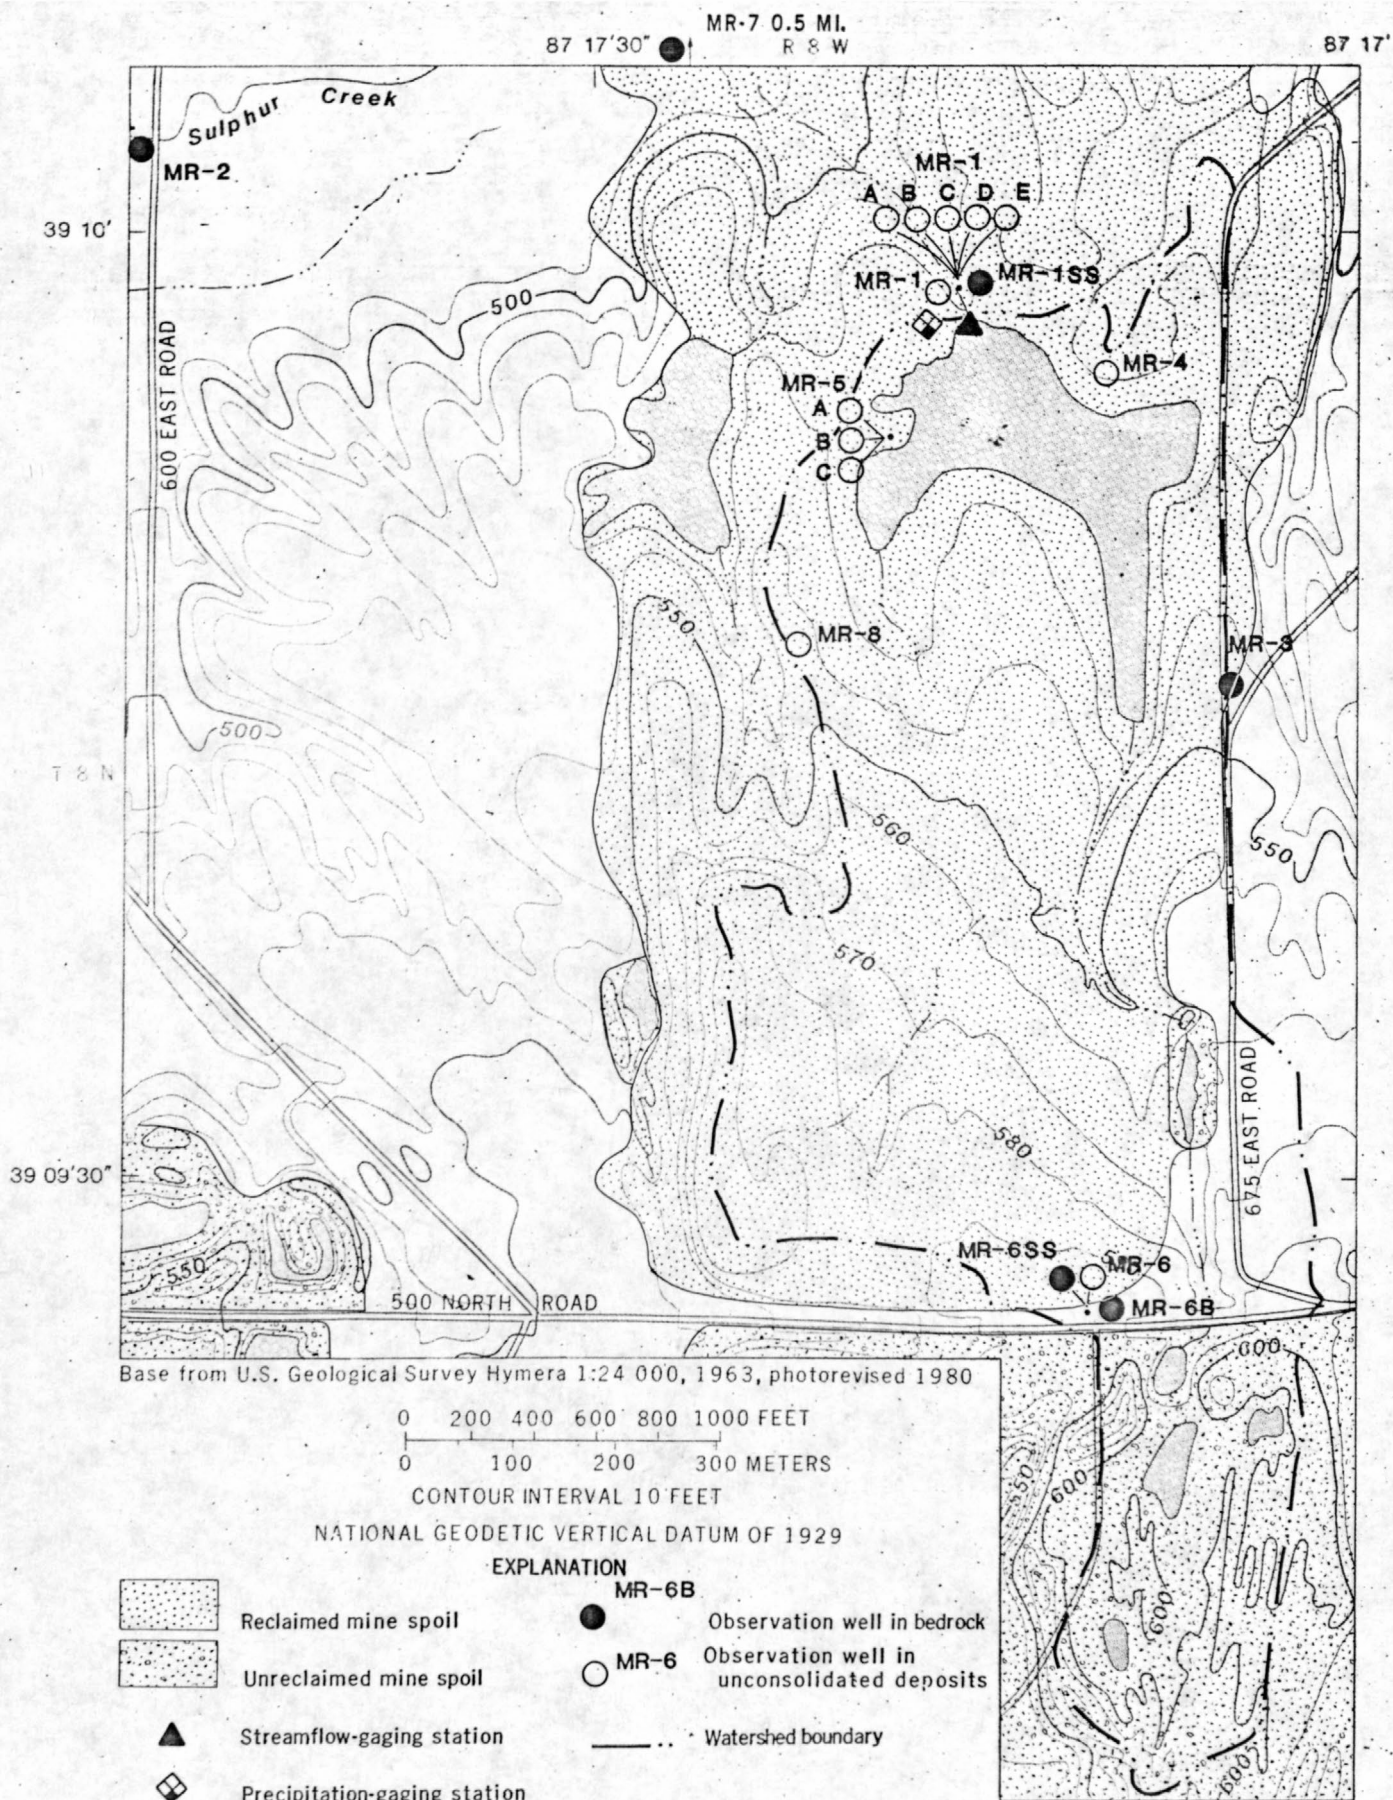 MR-7 0.5 MI.
87 17'30" R 8 W 87 17'
Sulphur Creek
MR-2
MR-1
A B C D E
39 10'
MR-1 MR-1SS
500
600 EAST ROAD
MR-4
MR-5
A
B
C
550
MR-8
MR-3
500
T 8 N
560
550
570
675 EAST ROAD
580
39 09'30"
MR-6SS
MR-6
550
500 NORTH ROAD
MR-6B
600
Base from U.S. Geological Survey Hymera 1:24 000, 1963, photorevised 1980
0 200 400 600 800 1000 FEET
0 100 200 300 METERS
550
600
CONTOUR INTERVAL 10 FEET
NATIONAL GEODETIC VERTICAL DATUM OF 1929
EXPLANATION
MR-6B
Reclaimed mine spoil
Observation well in bedrock
600
MR-6
Observation well in
unconsolidated deposits
Unreclaimed mine spoil
Streamflow-gaging station
Watershed boundary
600
Precipitation-gaging station